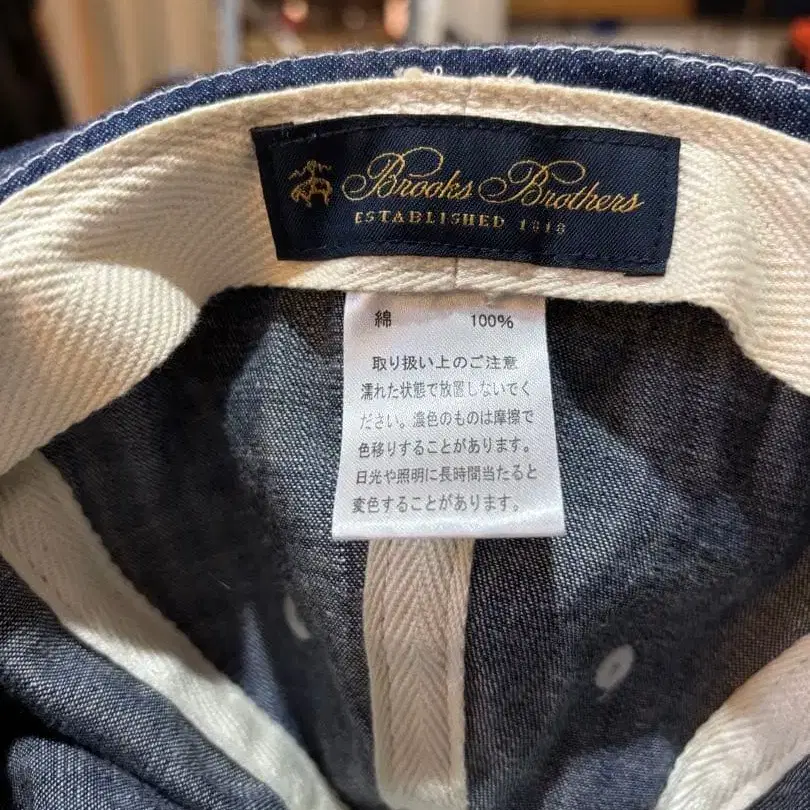 Brooks Brothers
ESTABLISHED 1818
綿 100%
取り扱い上のご注意
濡れた状態で放置しないでく
ださい。濃色のものは摩擦で
色移りすることがあります。
日光や照明に長時間当たると
変色することがあります。